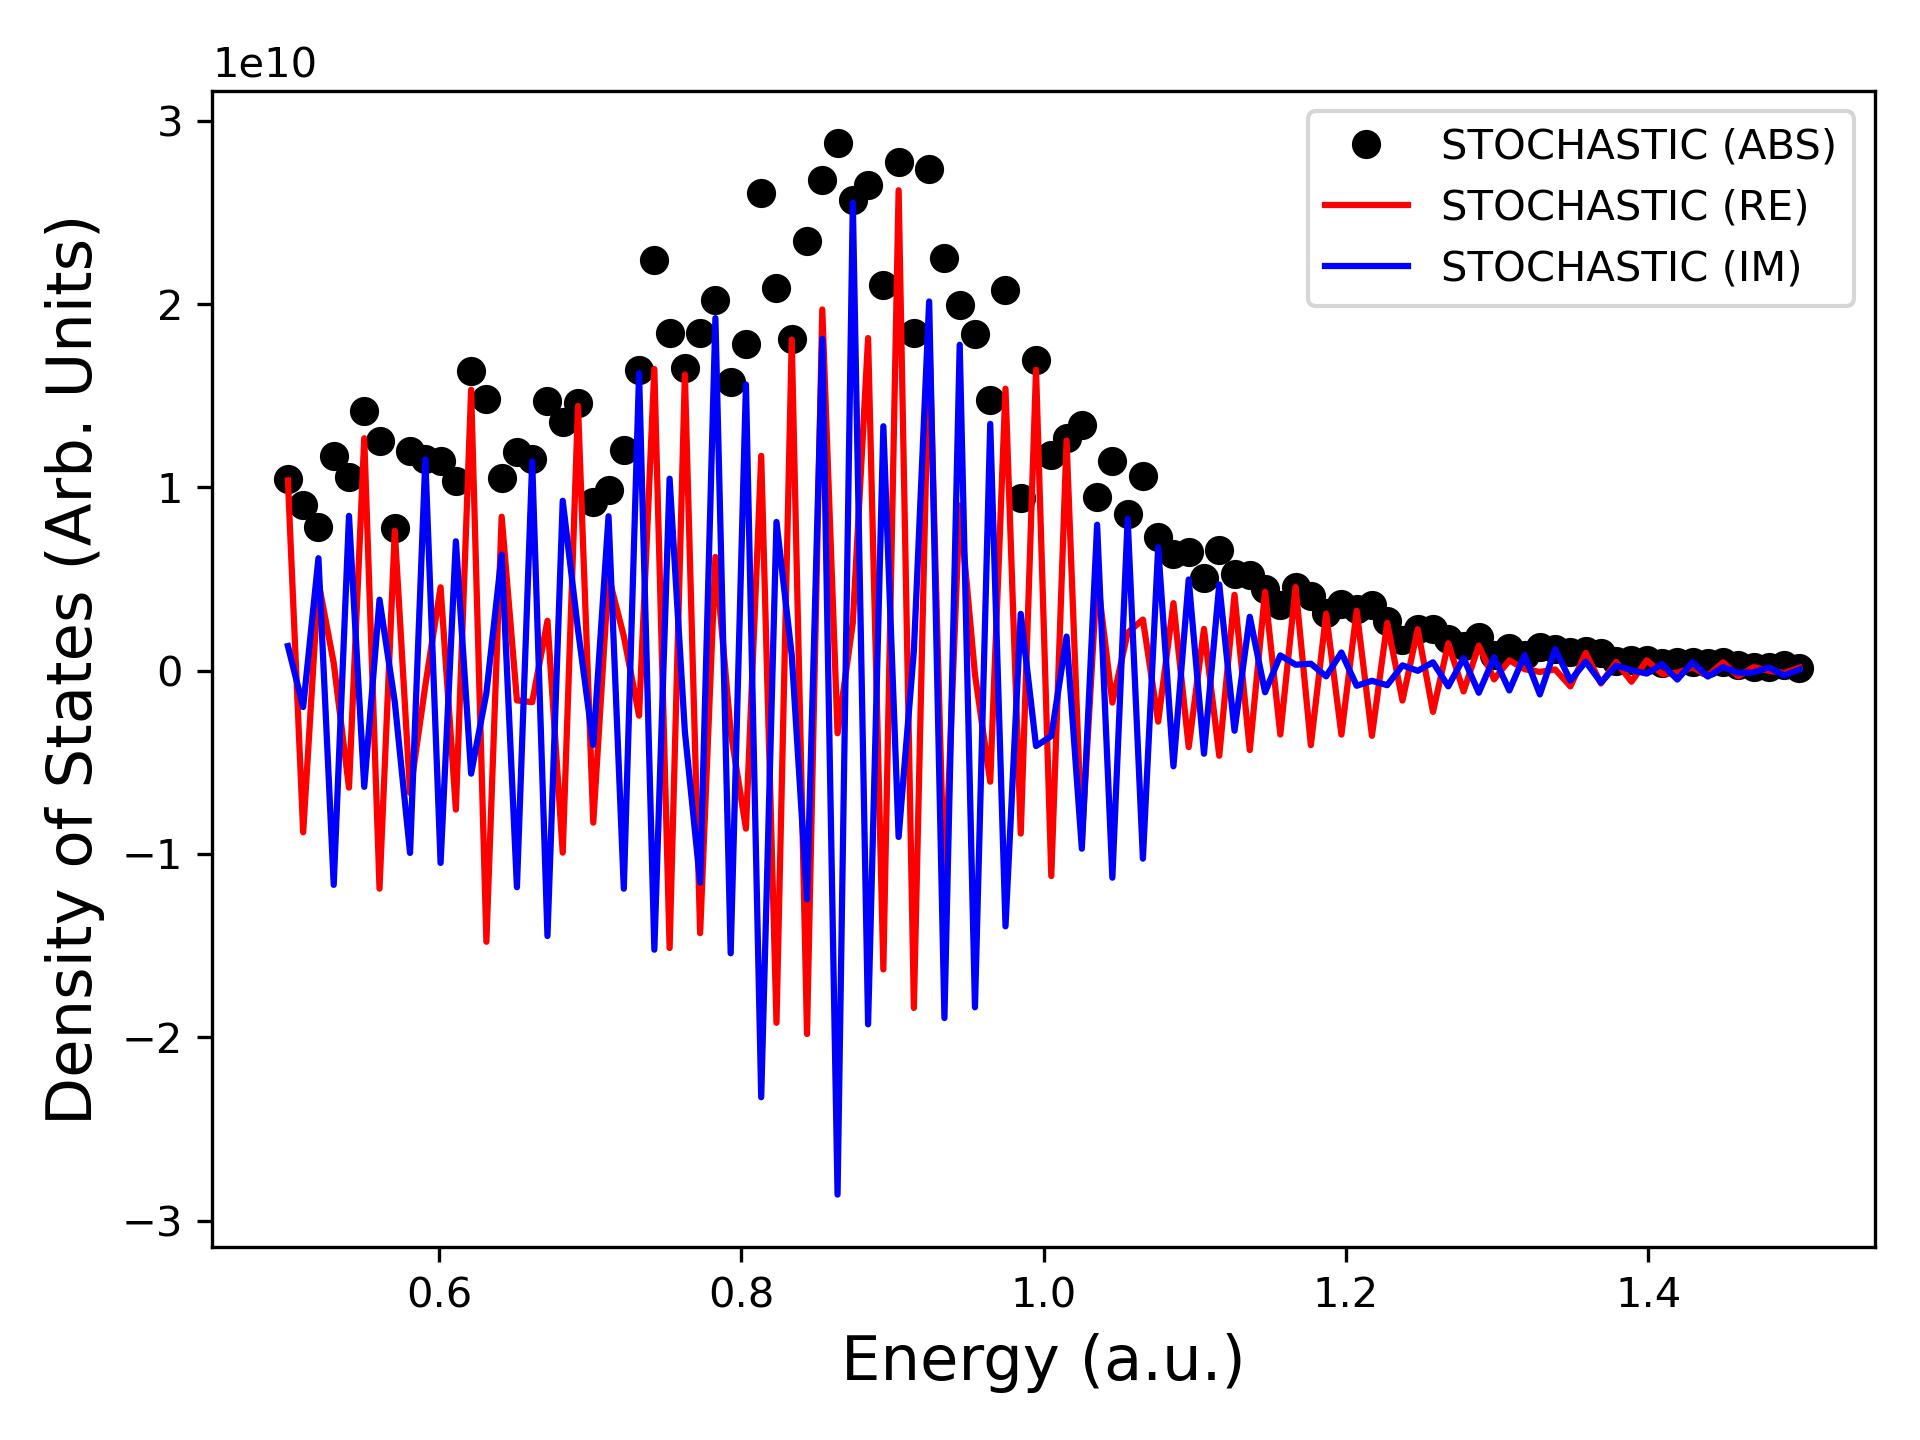 1e10
3
2
1
0
−1
−2
−3
Density of States (Arb. Units)
STOCHASTIC (ABS)
STOCHASTIC (RE)
STOCHASTIC (IM)
0.6 0.8 1.0 1.2 1.4
Energy (a.u.)